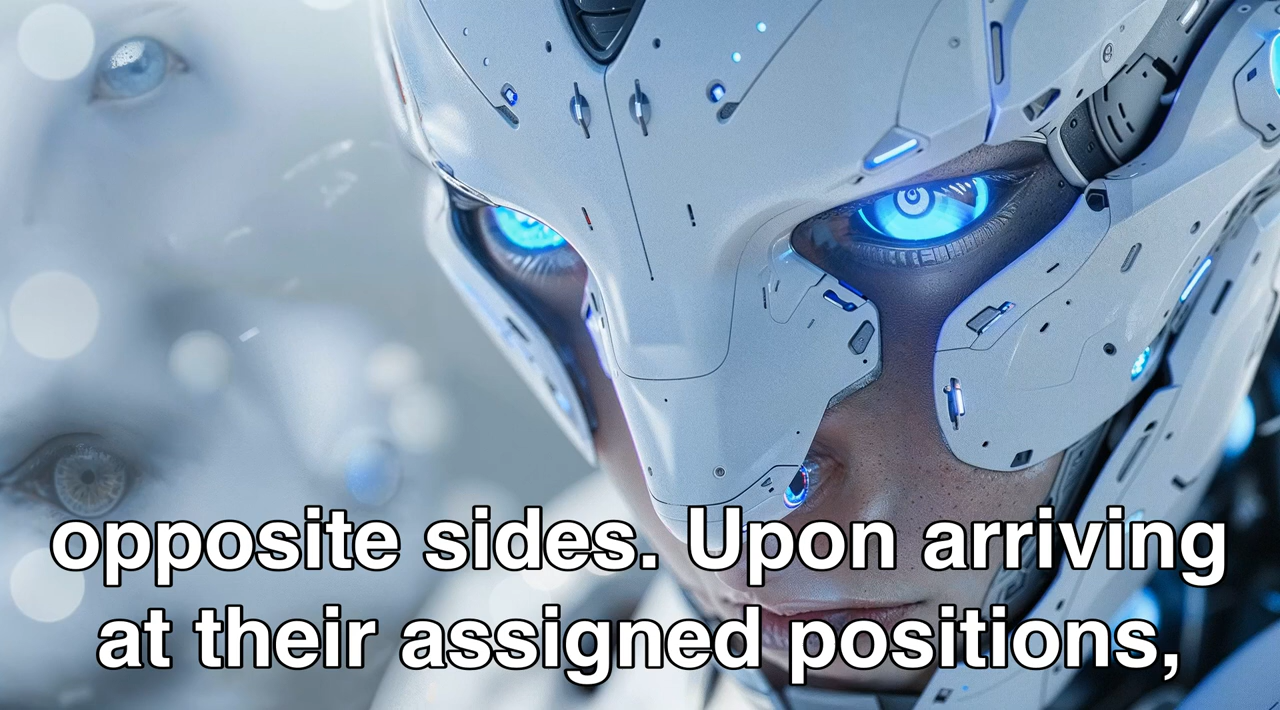 opposite sides. Upon arriving
at their assigned positions,